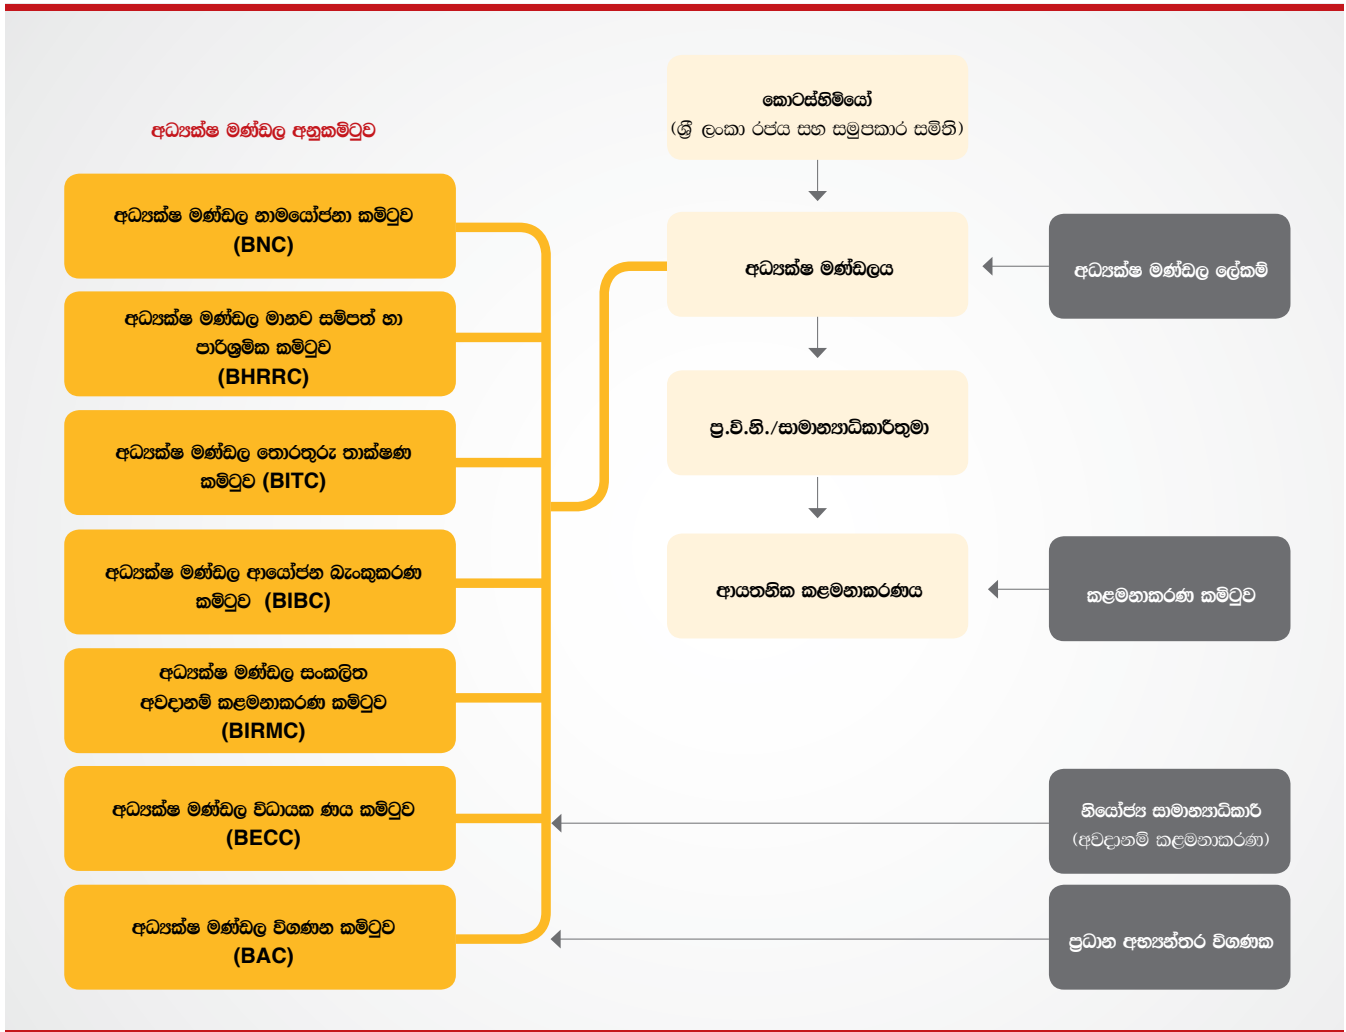 අධ්‍යක්ෂ මණ්ඩල අනුකමිටුව
අධ්‍යක්ෂ මණ්ඩල නාමයෝජනා කමිටුව
(BNC)
අධ්‍යක්ෂ මණ්ඩල මානව සම්පත් හා
පාරිශ්‍රමික කමිටුව
(BHRRC)
අධ්‍යක්ෂ මණ්ඩල තොරතුරු තාක්ෂණ
කමිටුව (BITC)
අධ්‍යක්ෂ මණ්ඩල ආයෝජන බැංකුකරණ
කමිටුව (BIBC)
අධ්‍යක්ෂ මණ්ඩල සංකලිත
අවදානම් කළමනාකරණ කමිටුව
(BIRMC)
අධ්‍යක්ෂ මණ්ඩල විධායක ණය කමිටුව
(BECC)
අධ්‍යක්ෂ මණ්ඩල විගණන කමිටුව
(BAC)
කොටස්හිමියෝ
(ශ්‍රී ලංකා රජය සහ සමුපකාර සමිති)
අධ්‍යක්ෂ මණ්ඩලය
ප්‍ර.වි.නි./සාමාන්‍යාධිකාරීතුමා
ආයතනික කළමනාකරණය
අධ්‍යක්ෂ මණ්ඩල ලේකම්
කළමනාකරණ කමිටුව
නියෝජ්‍ය සාමාන්‍යාධිකාරී
(අවදානම් කළමනාකරණ)
ප්‍රධාන අභ්‍යන්තර විගණක